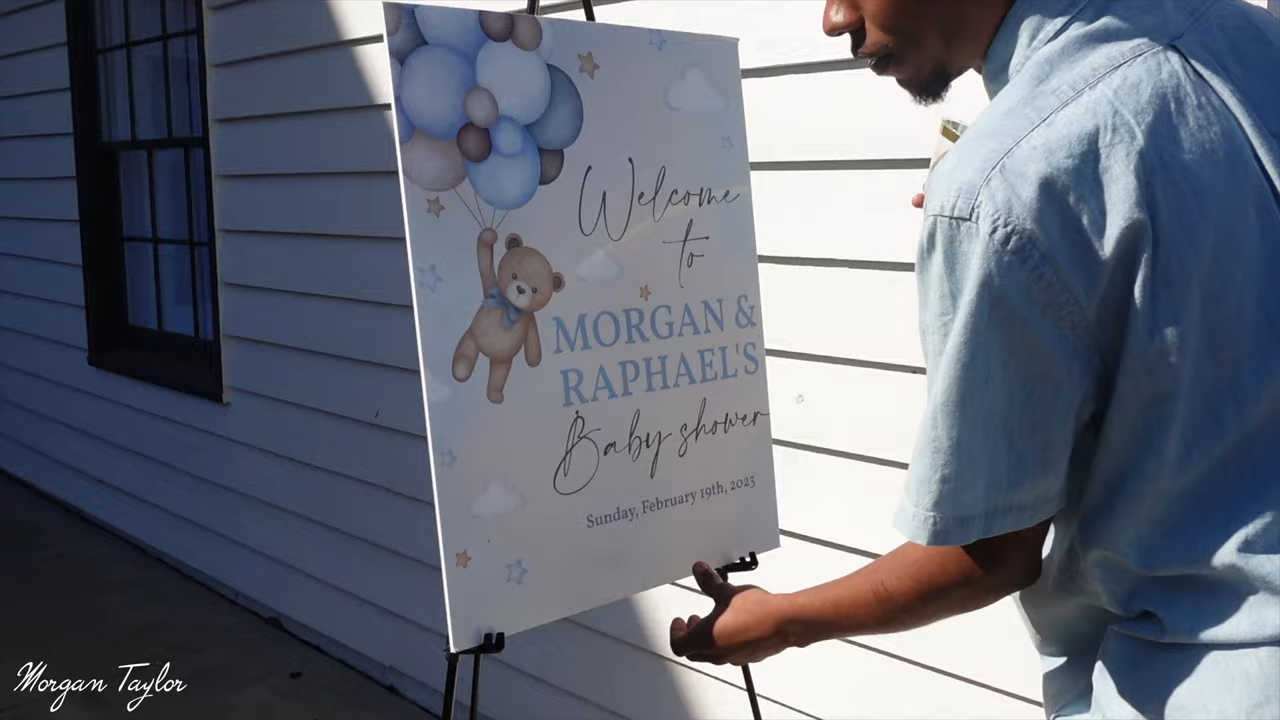 Welcome
to
MORGAN &
RAPHAEL'S
Baby shower
Sunday, February 19th, 2023
Morgan Taylor